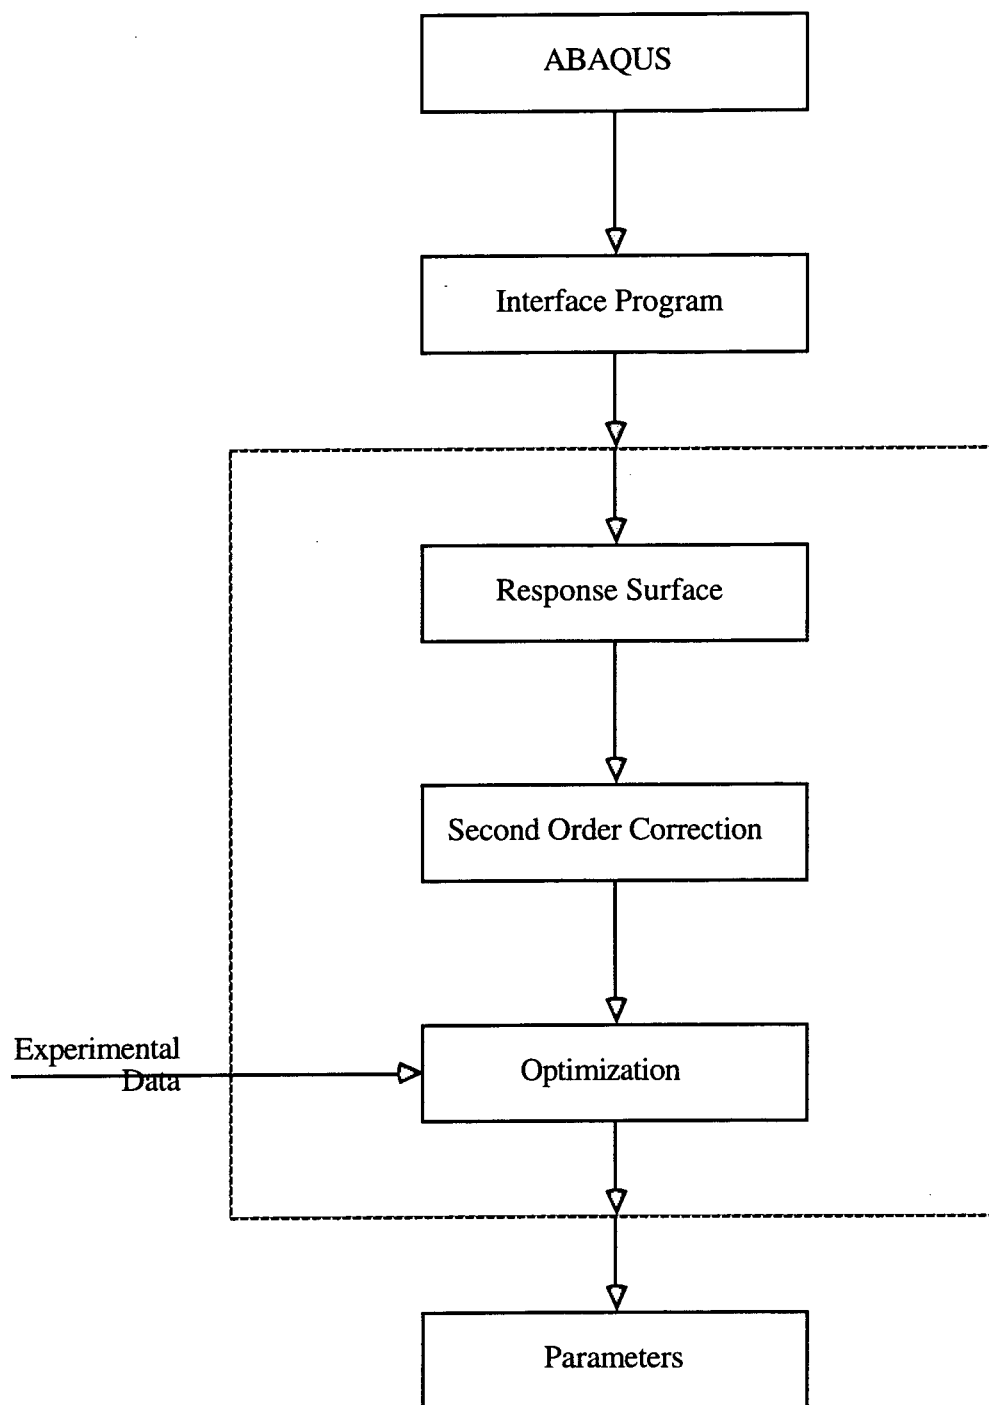 ABAQUS
Interface Program
Response Surface
Second Order Correction
Experimental
Data
Optimization
Parameters